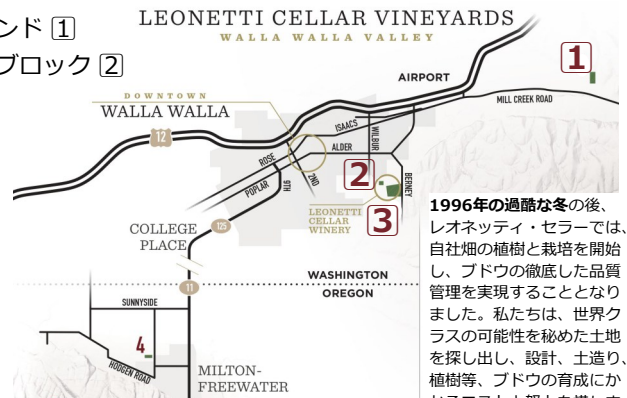 LEONETTI CELLAR VINEYARDS
WALLA WALLA VALLEY
ンド 1
ブロック 2
AIRPORT
1
MILL CREEK ROAD
DOWNTOWN
WALLA WALLA
12
ISAACS
WILBUR
ROSE
ALDER
POPLAR
9TH
2ND
2
BERNEY
LEONETTI
CELLAR
WINERY
3
COLLEGE
PLACE
125
WASHINGTON
OREGON
11
SUNNYSIDE
4
HODGEN ROAD
MILTON-
FREEWATER
1996年の過酷な冬の後、
レオネッティ・セラーでは、
自社畑の植樹と栽培を開始
し、ブドウの徹底した品質
管理を実現することとなり
ました。私たちは、世界ク
ラスの可能性を秘めた土地
を探し出し、設計、土造り、
植樹等、ブドウの育成にか